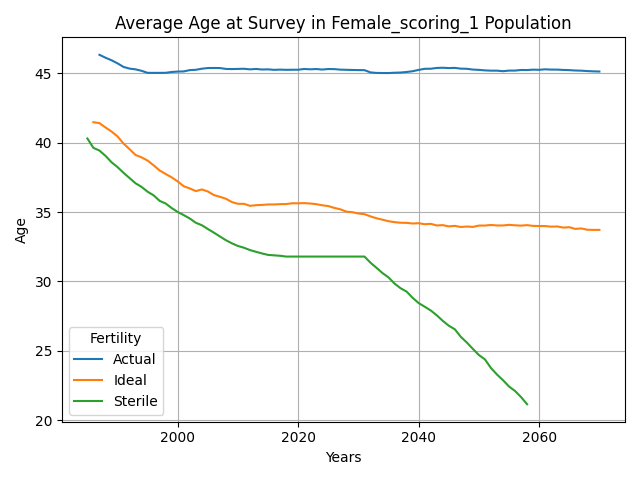 Average Age at Survey in Female_scoring_1 Population
Age
45
40
35
30
25
20
Fertility
Actual
Ideal
Sterile
2000 2020 2040 2060
Years